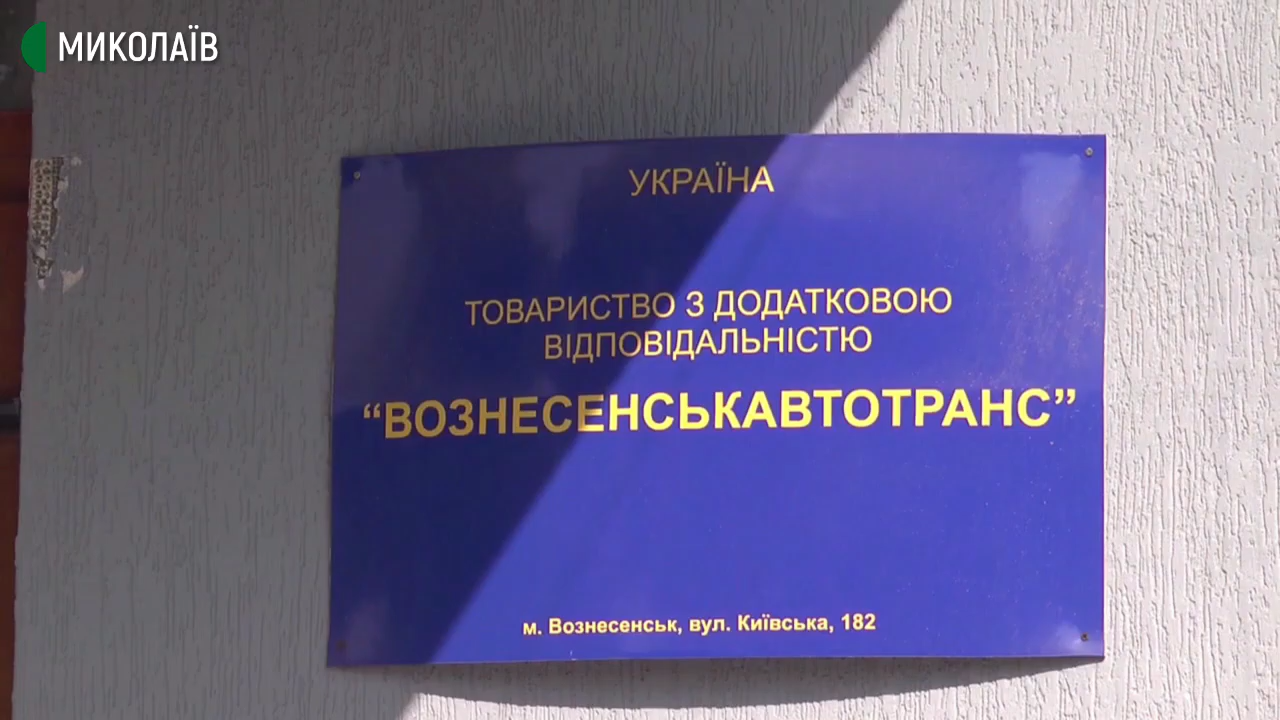 МИКОЛАЇВ
УКРАЇНА
ТОВАРИСТВО З ДОДАТКОВОЮ
ВІДПОВІДАЛЬНІСТЮ
“ВОЗНЕСЕНСЬКАВТОТРАНС”
м. Вознесенськ, вул. Київська, 182